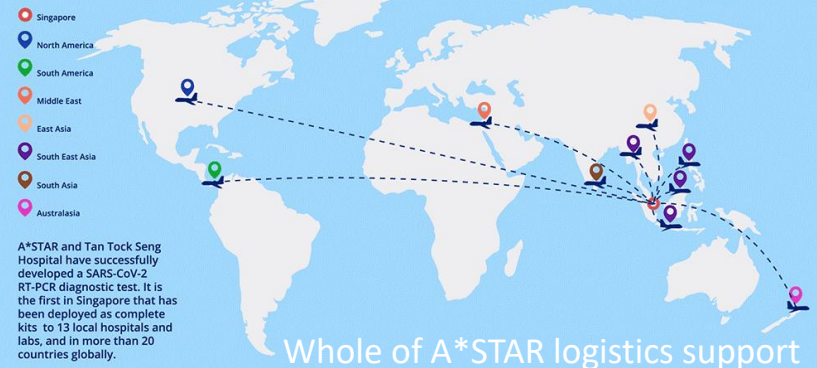 Singapore
North America
South America
Middle East
East Asia
South East Asia
South Asia
Australasia
A*STAR and Tan Tock Seng
Hospital have successfully
developed a SARS-CoV-2
RT-PCR diagnostic test. It is
the first in Singapore that has
been deployed as complete
kits to 13 local hospitals and
labs, and in more than 20
countries globally.
Whole of A*STAR logistics support